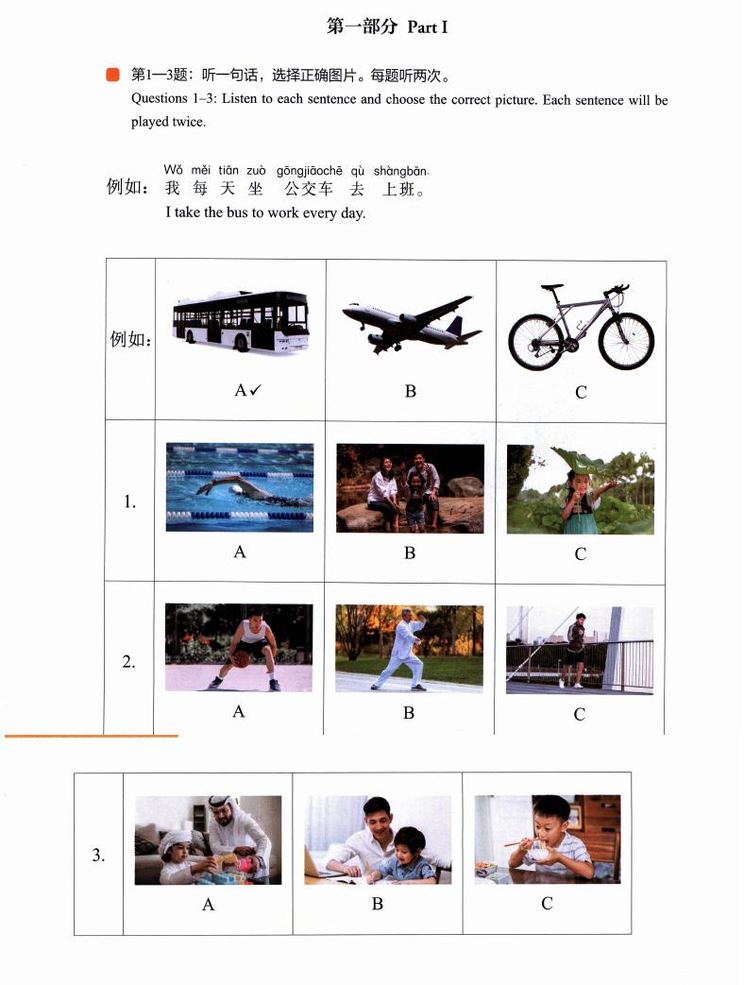 第一部分 Part I
第1—3题：听一句话，选择正确图片。每题听两次。
Questions 1–3: Listen to each sentence and choose the correct picture. Each sentence will be
played twice.
Wǒ měi tiān zuò gōngjiāochē qù shàngbān.
例如： 我 每 天 坐 公交车 去 上班。
I take the bus to work every day.
例如：
A✓ B C
1.
A B C
2.
A B C
3.
A B C